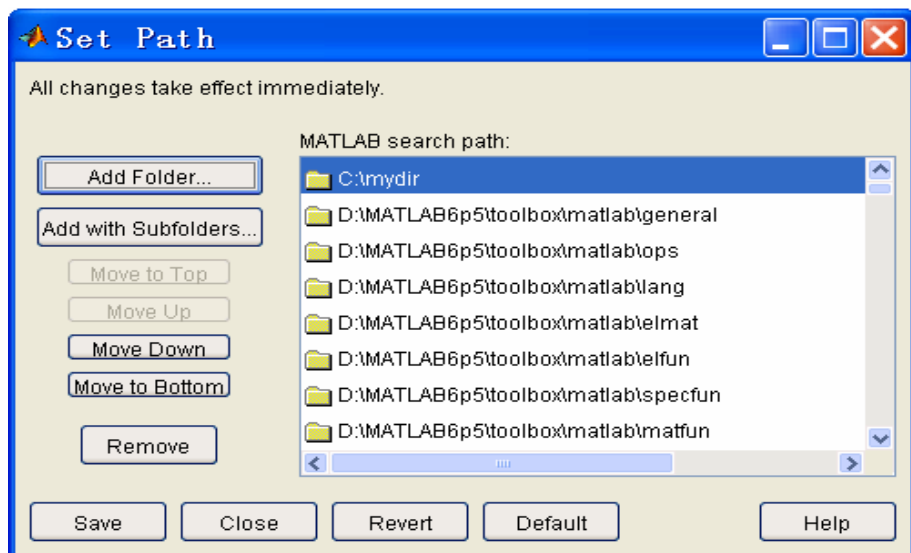 Set Path
All changes take effect immediately.
MATLAB search path:
Add Folder...
Add with Subfolders...
Move to Top
Move Up
Move Down
Move to Bottom
Remove
C:\mydir
D:\MATLAB6p5\toolbox\matlab\general
D:\MATLAB6p5\toolbox\matlab\ops
D:\MATLAB6p5\toolbox\matlab\lang
D:\MATLAB6p5\toolbox\matlab\elmat
D:\MATLAB6p5\toolbox\matlab\elfun
D:\MATLAB6p5\toolbox\matlab\specfun
D:\MATLAB6p5\toolbox\matlab\matfun
Save
Close
Revert
Default
Help